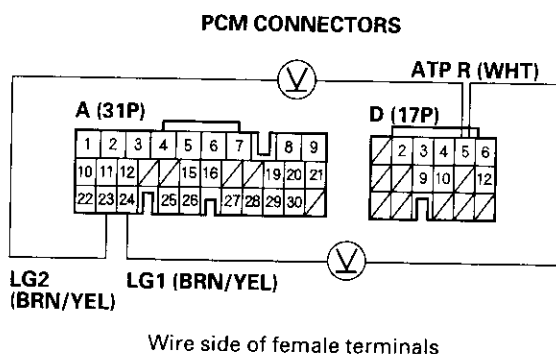 PCM CONNECTORS
V
ATP R (WHT)
A (31P)
D (17P)
1 2 3 4 5 6 7 8 9
2 3 4 5 6
10 11 12 15 16 19 20 21
9 10 12
22 23 24 25 26 27 28 29 30
V
LG2
(BRN/YEL)
LG1 (BRN/YEL)
Wire side of female terminals